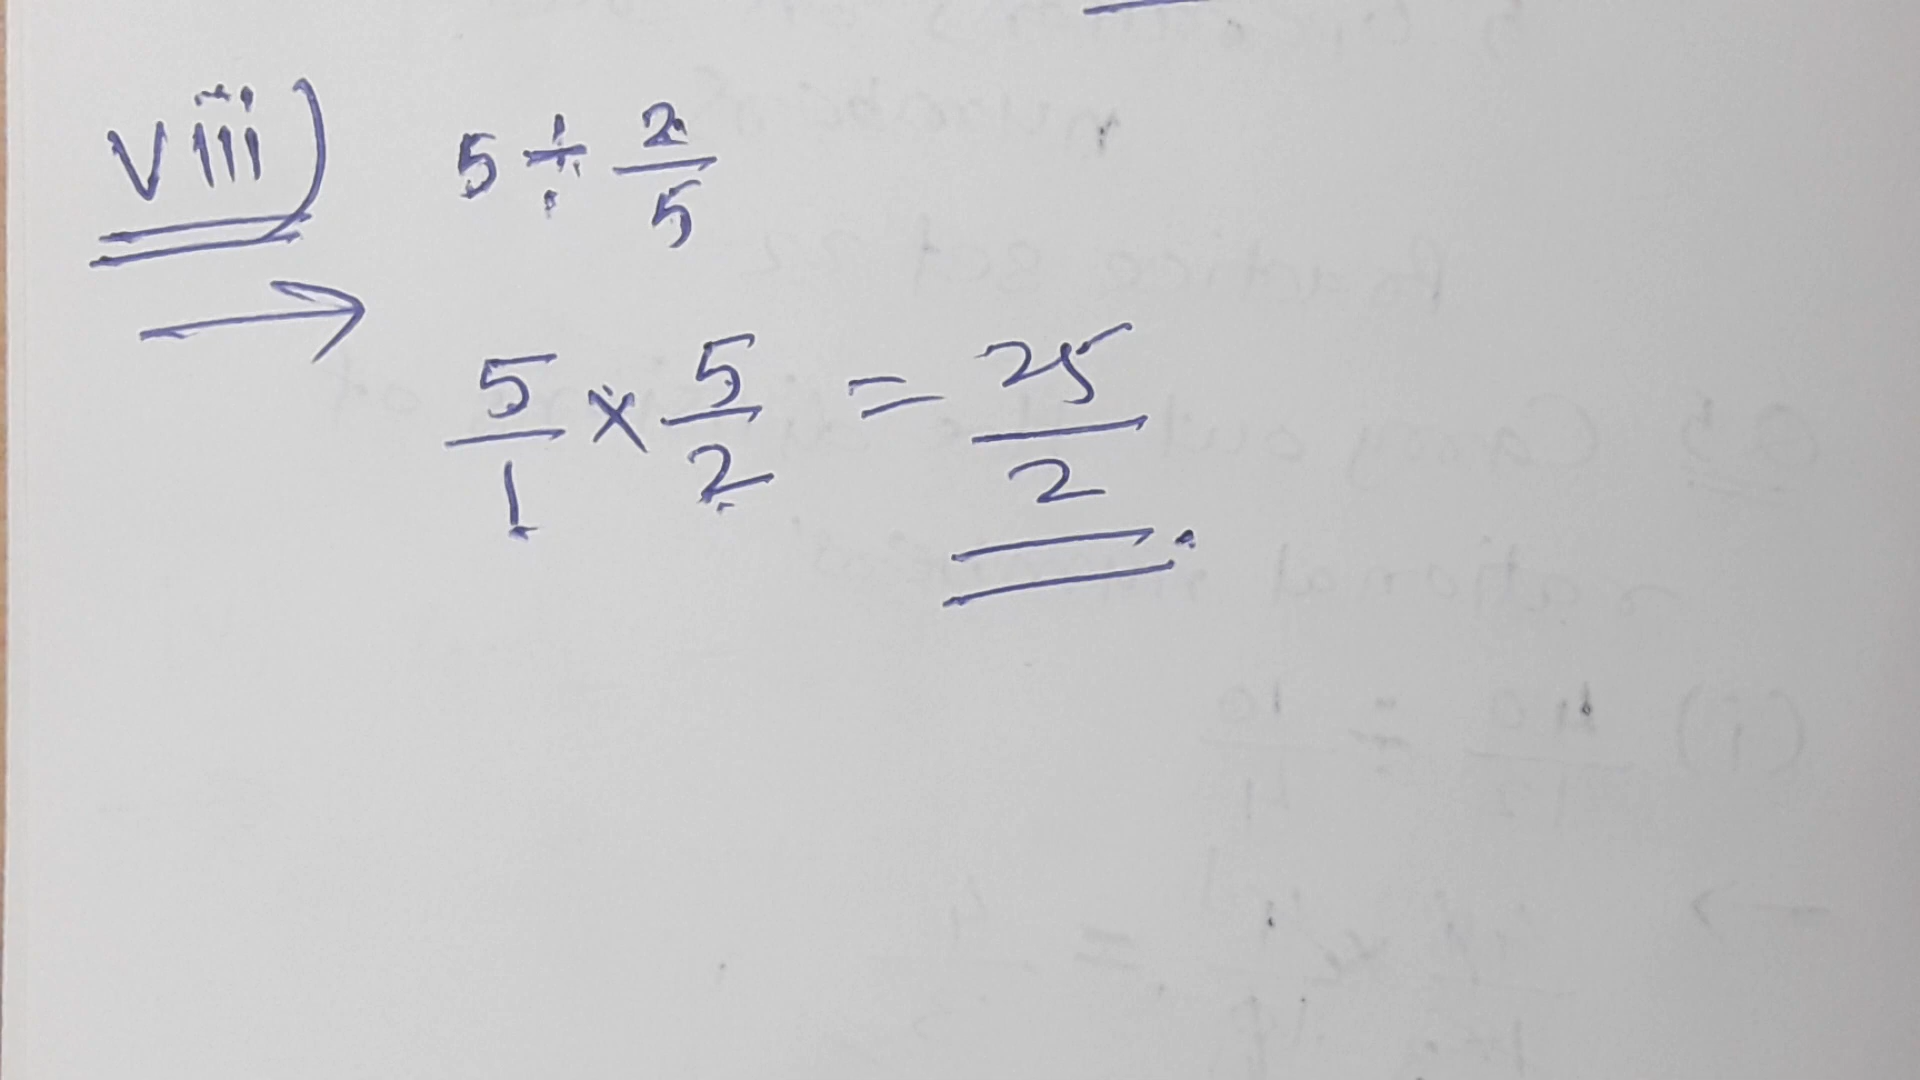 viii) 5 ÷ 2/5
→
5/1 × 5/2 = 25/2.